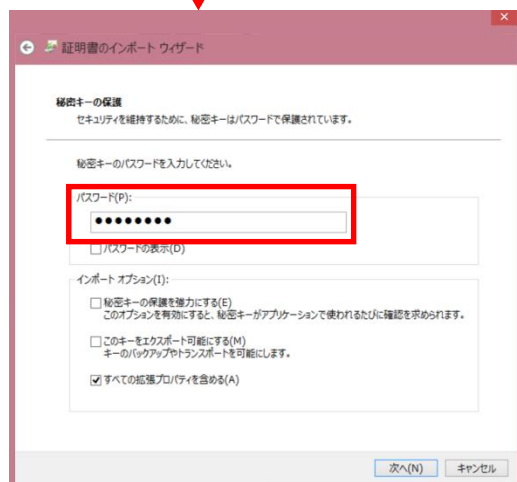 証明書のインポート ウィザード
秘密キーの保護
セキュリティを維持するために、秘密キーはパスワードで保護されています。
秘密キーのパスワードを入力してください。
パスワード(P):
●●●●●●●●
パスワードの表示(D)
インポート オプション(I):
秘密キーの保護を強力にする(E)
このオプションを有効にすると、秘密キーがアプリケーションで使われるたびに確認を求められます。
このキーをエクスポート可能にする(M)
キーのバックアップやトランスポートを可能にします。
すべての拡張プロパティを含める(A)
次へ(N)
キャンセル